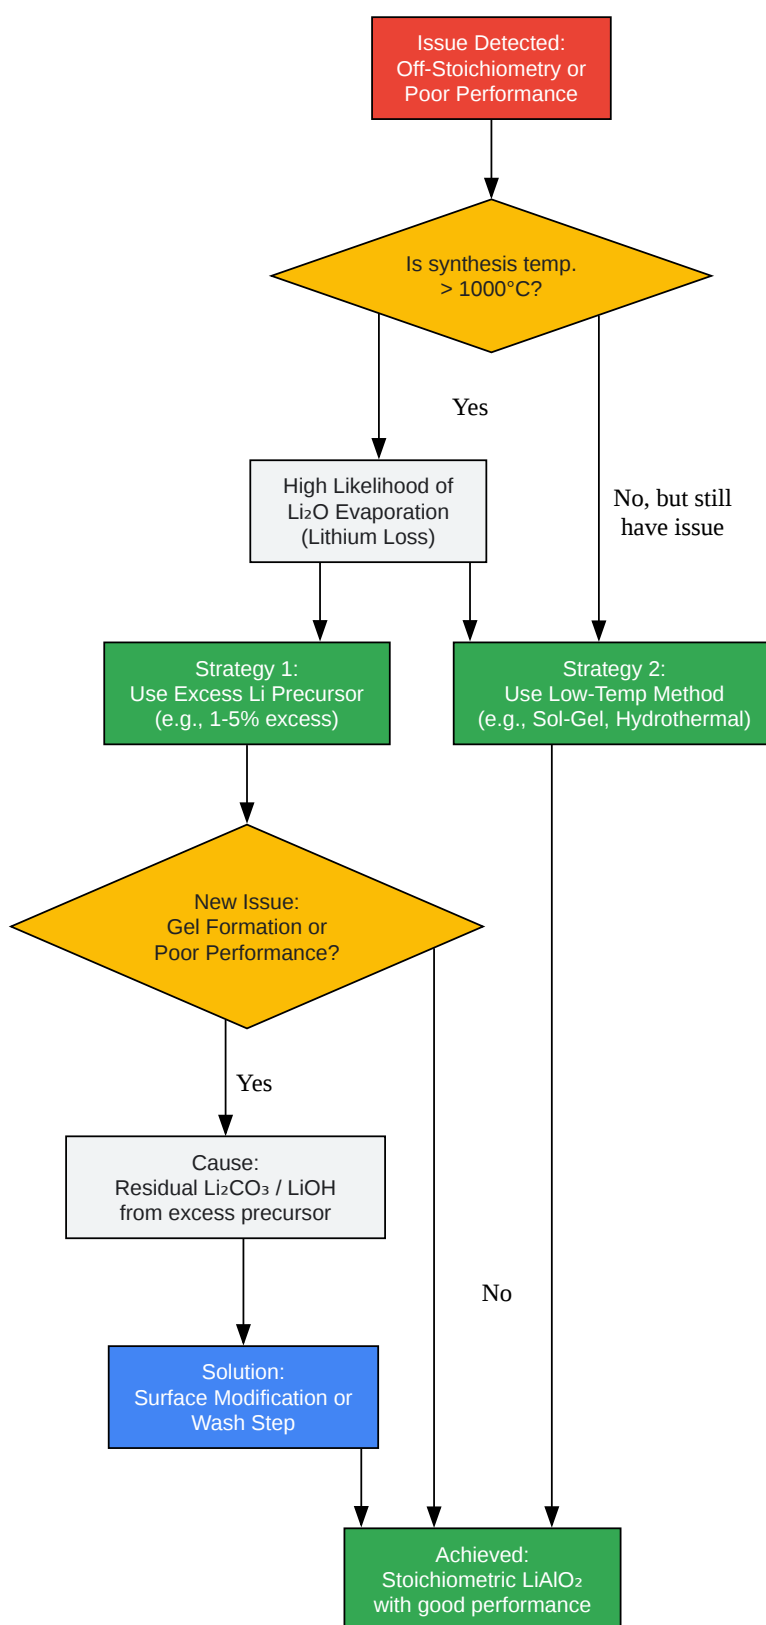 Issue Detected:
Off-Stoichiometry or
Poor Performance
Is synthesis temp.
> 1000°C?
Yes
High Likelihood of
Li₂O Evaporation
(Lithium Loss)
No, but still
have issue
Strategy 1:
Use Excess Li Precursor
(e.g., 1-5% excess)
Strategy 2:
Use Low-Temp Method
(e.g., Sol-Gel, Hydrothermal)
New Issue:
Gel Formation or
Poor Performance?
Yes
Cause:
Residual Li₂CO₃ / LiOH
from excess precursor
No
Solution:
Surface Modification or
Wash Step
Achieved:
Stoichiometric LiAlO₂
with good performance